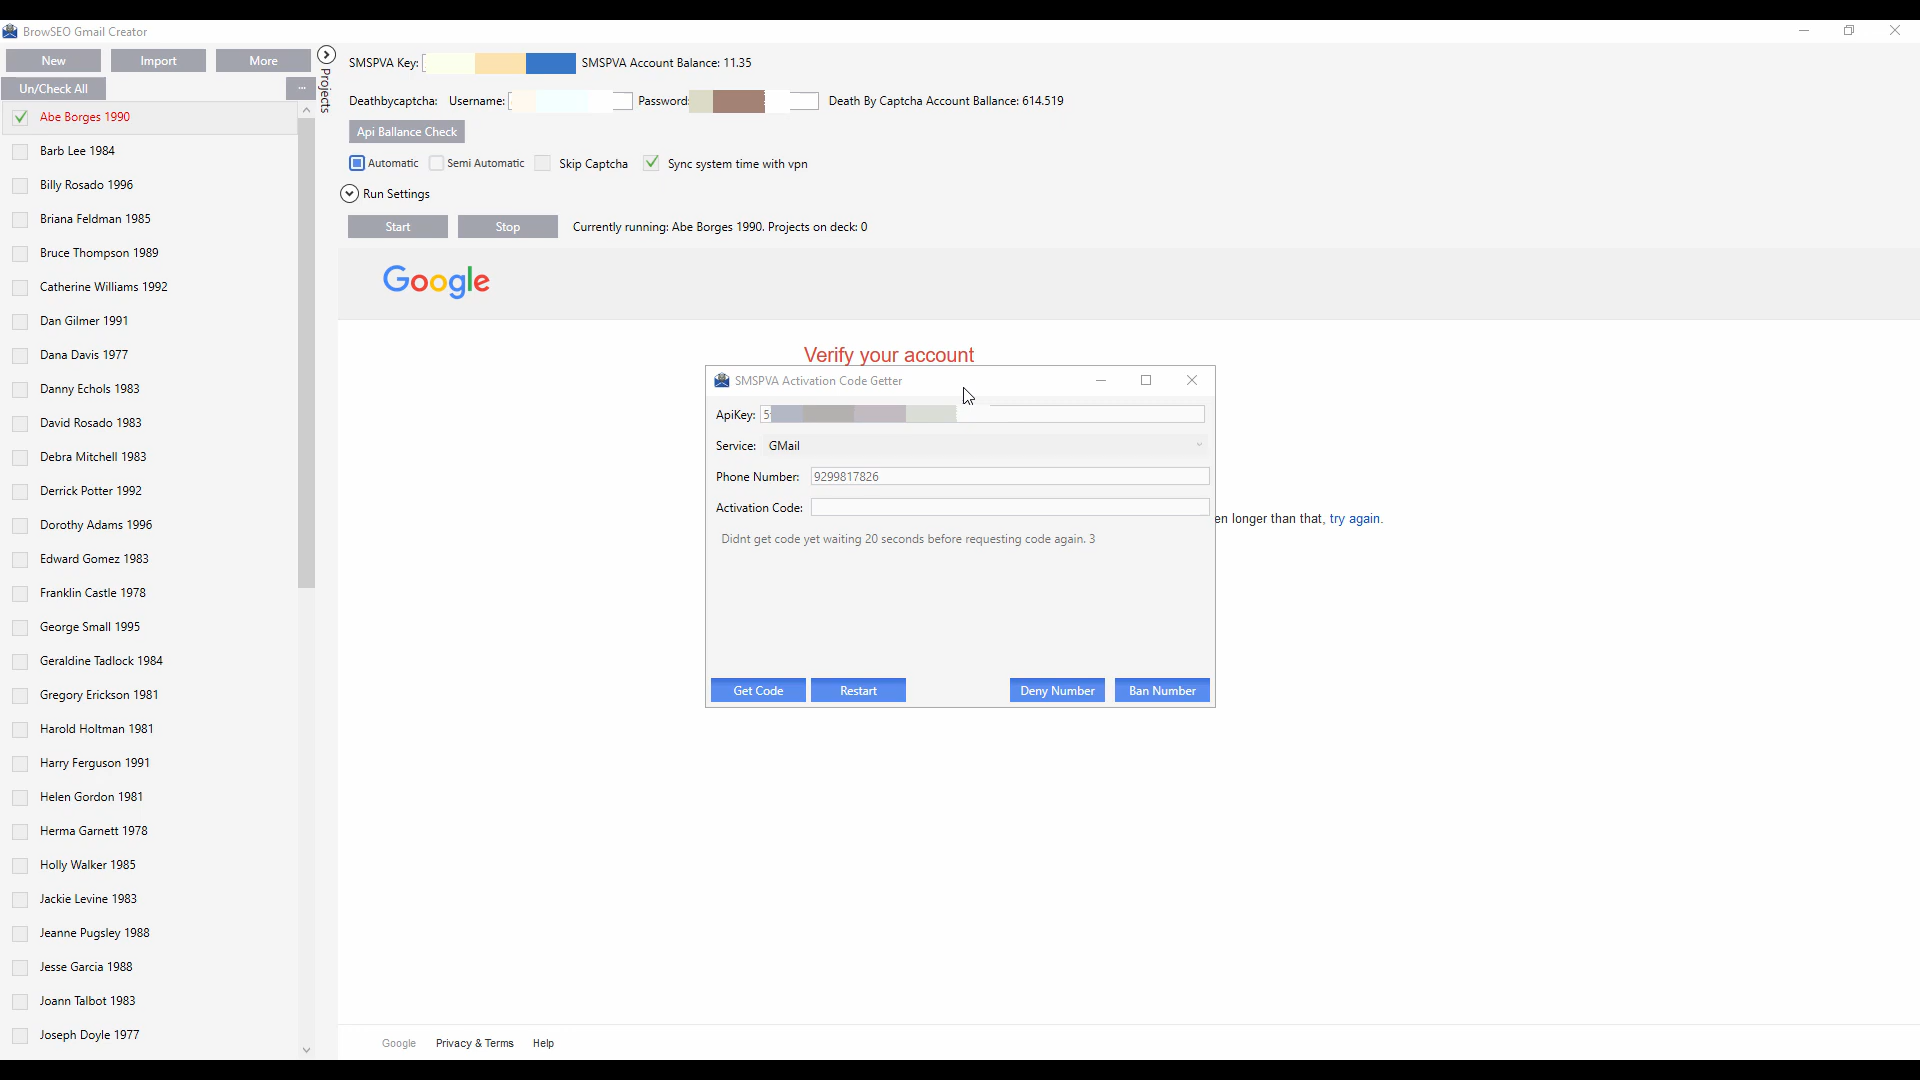 BrowSEO Gmail Creator
New
Import
More
Un/Check All
...
Projects
Abe Borges 1990
Barb Lee 1984
Billy Rosado 1996
Briana Feldman 1985
Bruce Thompson 1989
Catherine Williams 1992
Dan Gilmer 1991
Dana Davis 1977
Danny Echols 1983
David Rosado 1983
Debra Mitchell 1983
Derrick Potter 1992
Dorothy Adams 1996
Edward Gomez 1983
Franklin Castle 1978
George Small 1995
Geraldine Tadlock 1984
Gregory Erickson 1981
Harold Holtman 1981
Harry Ferguson 1991
Helen Gordon 1981
Herma Garnett 1978
Holly Walker 1985
Jackie Levine 1983
Jeanne Pugsley 1988
Jesse Garcia 1988
Joann Talbot 1983
Joseph Doyle 1977
SMSPVA Key: SMSPVA Account Balance: 11.35
Deathbycaptcha: Username: Password: Death By Captcha Account Ballance: 614.519
Api Ballance Check
Automatic Semi Automatic Skip Captcha Sync system time with vpn
Run Settings
Start Stop Currently running: Abe Borges 1990. Projects on deck: 0
Google
Verify your account
SMSPVA Activation Code Getter
ApiKey: 5
Service: GMail
Phone Number: 9299817826
Activation Code:
Didnt get code yet waiting 20 seconds before requesting code again. 3
Get Code Restart Deny Number Ban Number
en longer than that, try again.
Google Privacy & Terms Help